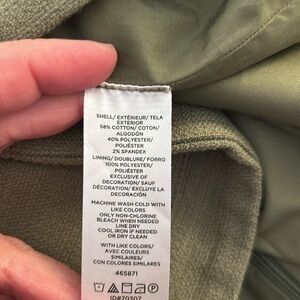 SHELL/ EXTÉRIEUR/ TELA
EXTERIOR
58% COTTON/ COTON/
ALGODÓN
40% POLYESTER/
POLIÉSTER
2% SPANDEX
LINING/ DOUBLURE/ FORRO
100% POLYESTER/
POLIÉSTER
EXCLUSIVE OF
DECORATION/ SAUF
DÉCORATION/ EXCLUYE LA
DECORACIÓN
MACHINE WASH COLD WITH
LIKE COLORS
ONLY NON-CHLORINE
BLEACH WHEN NEEDED
LINE DRY
COOL IRON IF NEEDED
OR DRY CLEAN
WITH LIKE COLORS/
AVEC COULEURS
SIMILAIRES/
CON COLORES SIMILARES
465871
ID#70307